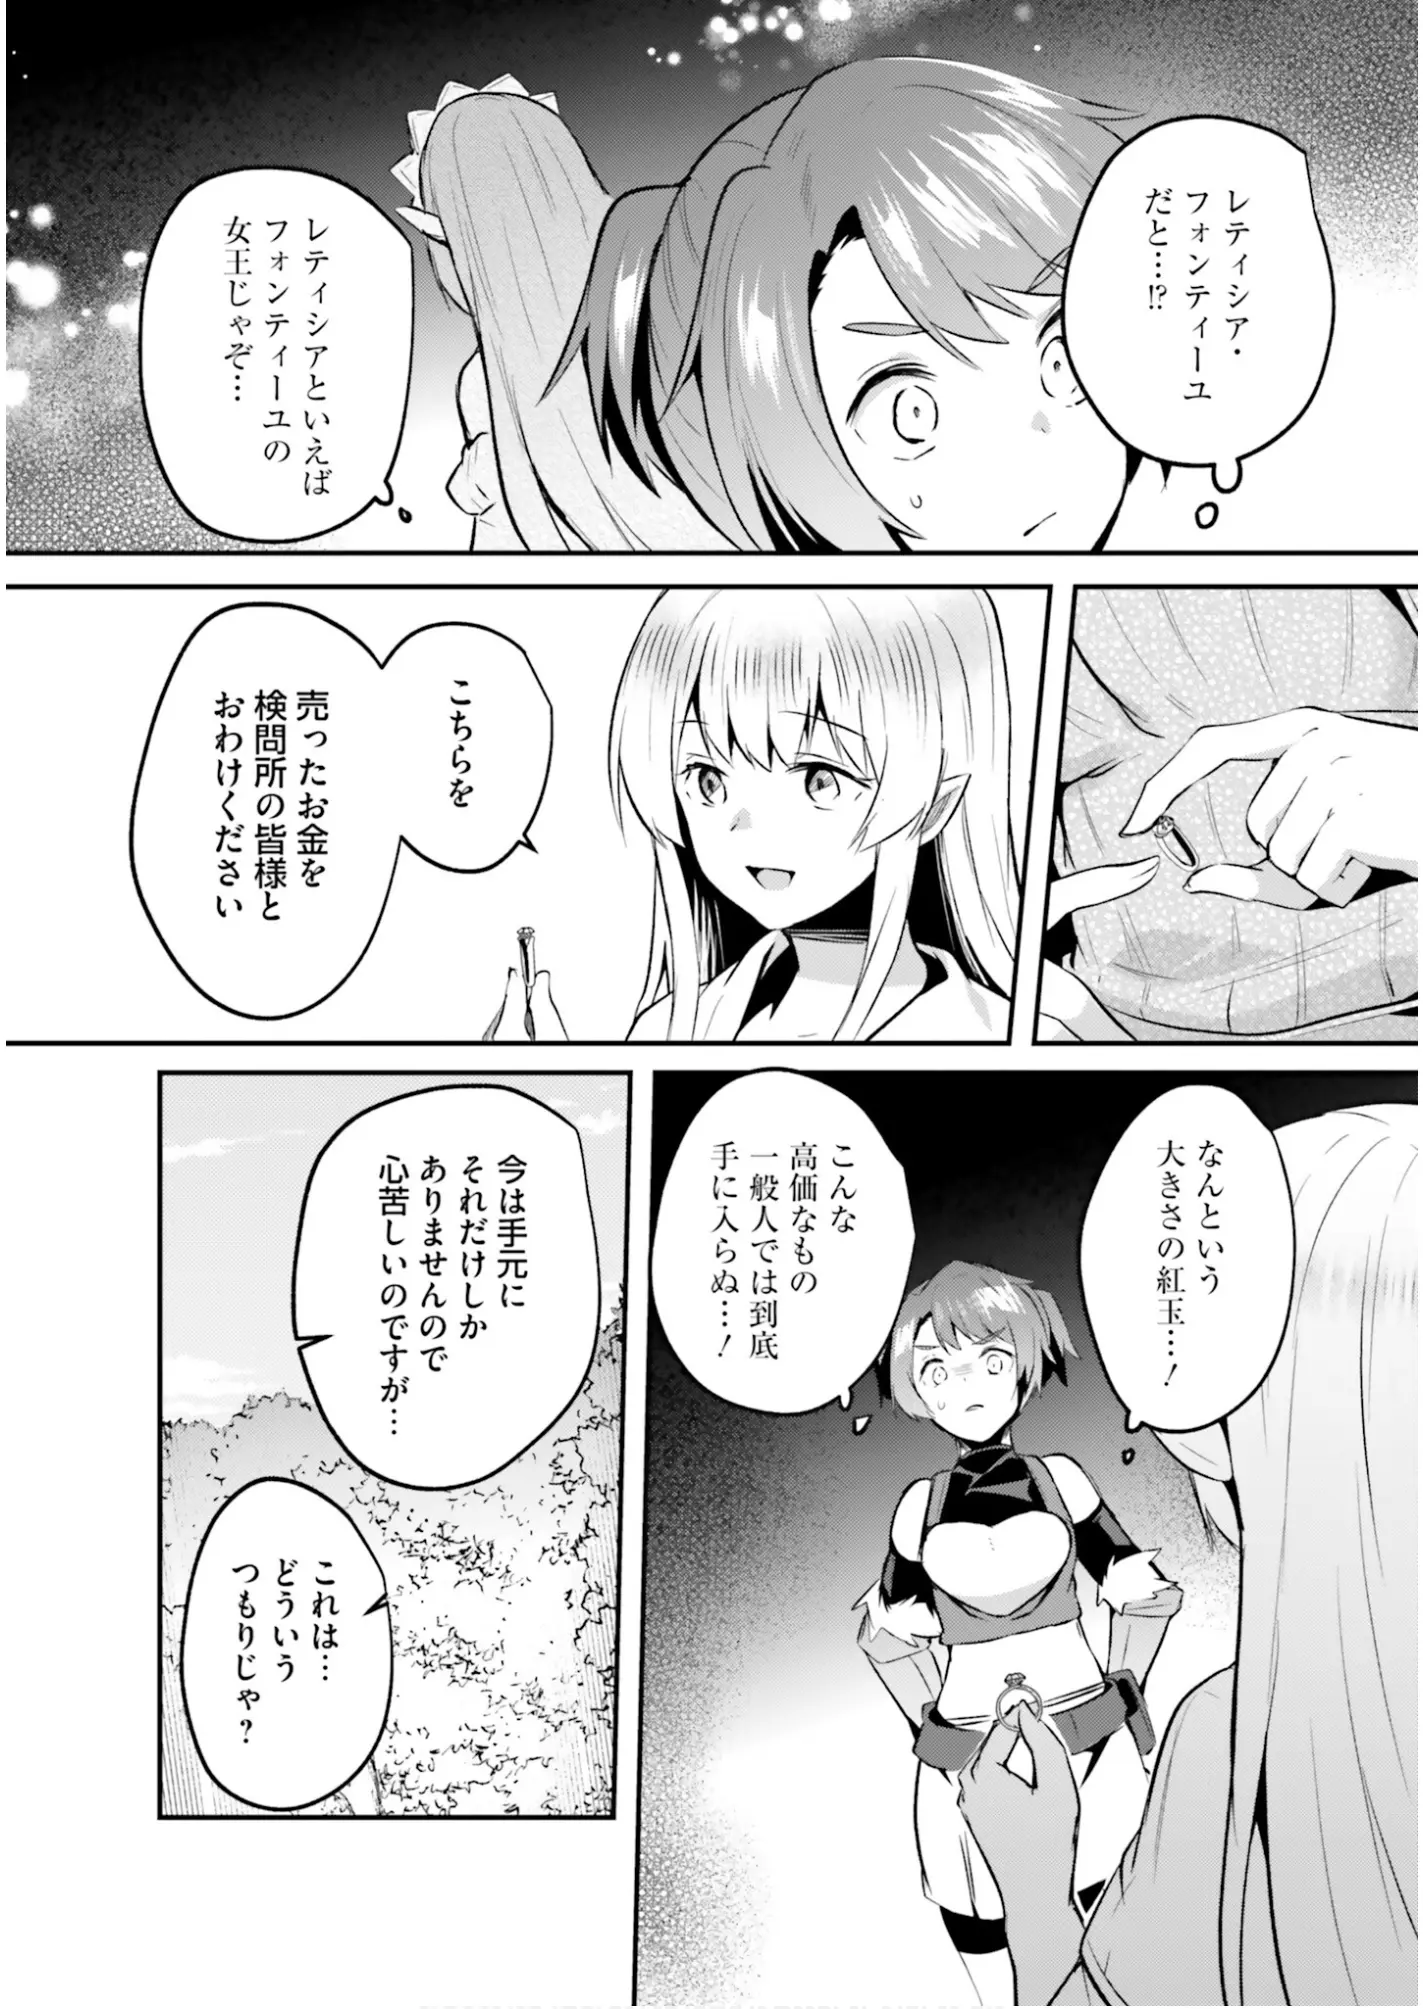 レティシア・
フォンティーユ
だと…!?
レティシアといえば
フォンティーユの
女王じゃぞ…
こちらを
売ったお金を
検問所の皆様と
おわけください
なんという
大きさの紅玉…！
こんな
高価なもの
一般人では到底
手に入らぬ…！
今は手元に
それだけしか
ありませんので
心苦しいのですが…
これは…
どういう
つもりじゃ？